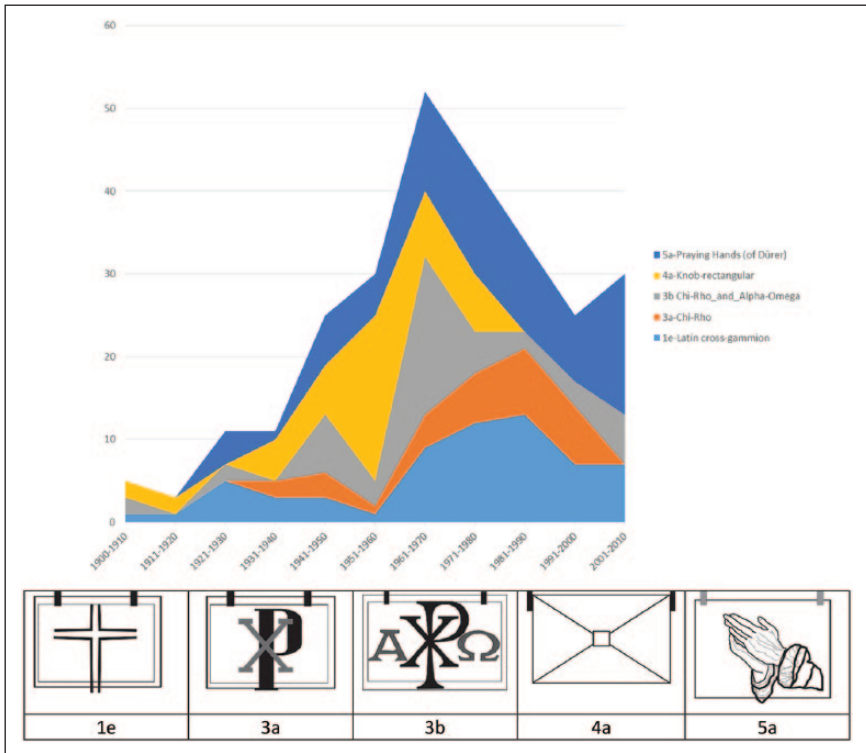 60
50
40
30
20
10
0
1900-1910
1911-1920
1921-1930
1931-1940
1941-1950
1951-1960
1961-1970
1971-1980
1981-1990
1991-2000
2001-2010
5a-Praying Hands (of Dürer)
4a-Knob-rectangular
3b Chi-Rho_and_Alpha-Omega
3a-Chi-Rho
1e-Latin cross-gammion
Α Ω
1e
3a
3b
4a
5a